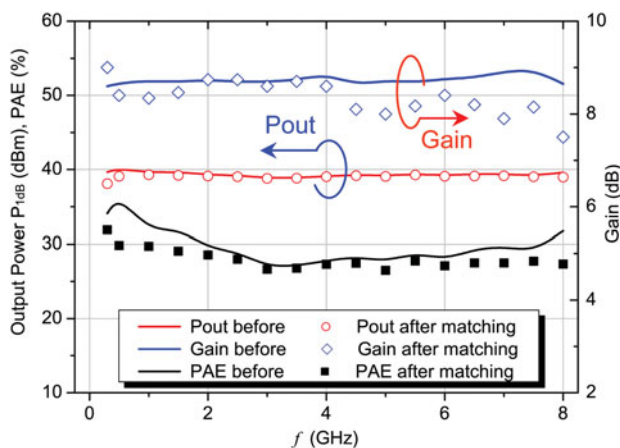 Output Power P1dB (dBm), PAE (%)
60
50
40
30
20
10
Pout
Gain
10
8
6
4
2
Gain (dB)
Pout before
Pout after matching
Gain before
Gain after matching
PAE before
PAE after matching
0
2
4
6
8
f (GHz)